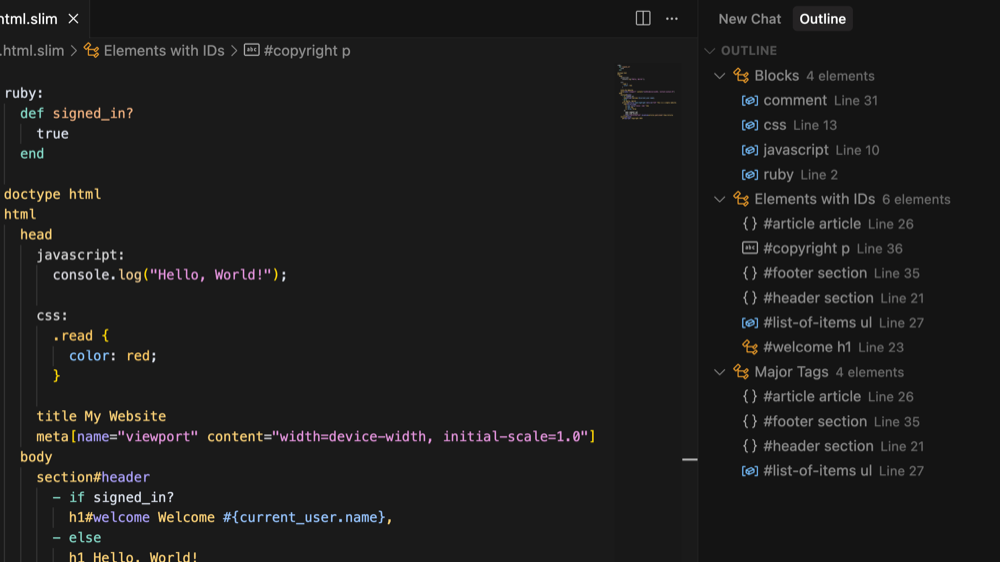 html.slim
New Chat
Outline
.html.slim > Elements with IDs > #copyright p
ruby:
def signed_in?
true
end
doctype html
html
head
javascript:
console.log("Hello, World!");
css:
.read {
color: red;
}
title My Website
meta[name="viewport" content="width=device-width, initial-scale=1.0"]
body
section#header
- if signed_in?
h1#welcome Welcome #{current_user.name},
- else
h1 Hello, World!
OUTLINE
Blocks 4 elements
comment Line 31
css Line 13
javascript Line 10
ruby Line 2
Elements with IDs 6 elements
#article article Line 26
#copyright p Line 36
#footer section Line 35
#header section Line 21
#list-of-items ul Line 27
#welcome h1 Line 23
Major Tags 4 elements
#article article Line 26
#footer section Line 35
#header section Line 21
#list-of-items ul Line 27